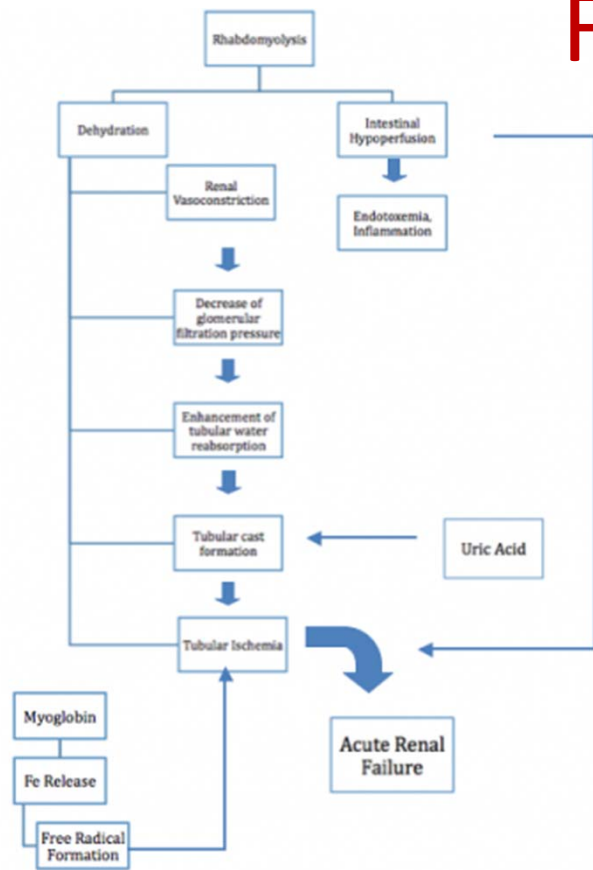 Rhabdomyolysis
Dehydration
Intestinal
Hypoperfusion
Renal
Vasoconstriction
Endotoxemia,
Inflammation
Decrease of
glomerular
filtration pressure
Enhancement of
tubular water
reabsorption
Tubular cast
formation
Uric Acid
Tubular Ischemia
Myoglobin
Acute Renal
Failure
Fe Release
Free Radical
Formation